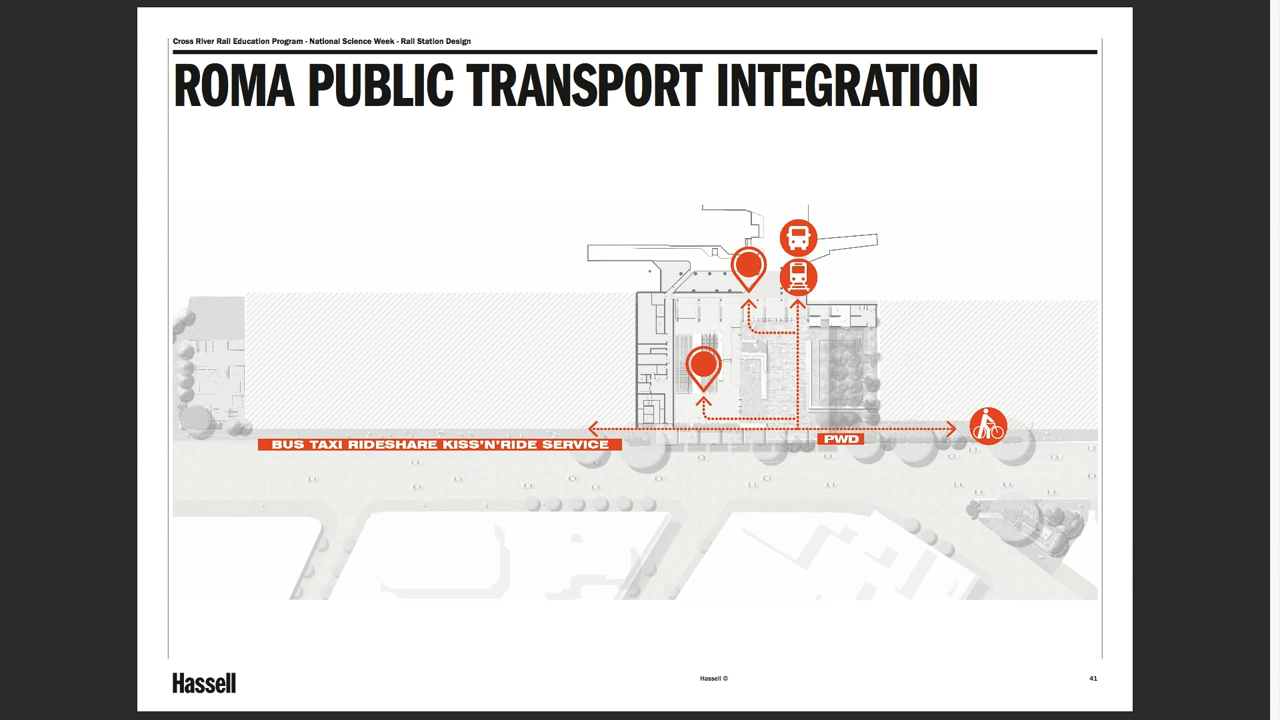 Cross River Rail Education Program - National Science Week - Rail Station Design
ROMA PUBLIC TRANSPORT INTEGRATION
BUS TAXI RIDESHARE KISS'N'RIDE SERVICE
PWD
Hassell
Hassell ©
41